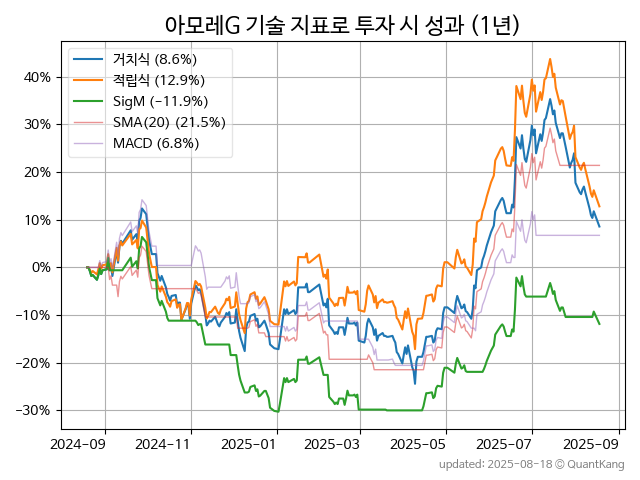 아모레G 기술 지표로 투자 시 성과 (1년)
거치식 (8.6%)
적립식 (12.9%)
SigM (−11.9%)
SMA(20) (21.5%)
MACD (6.8%)
40%
30%
20%
10%
0%
−10%
−20%
−30%
2024-09 2024-11 2025-01 2025-03 2025-05 2025-07 2025-09
updated: 2025-08-18 © QuantKang